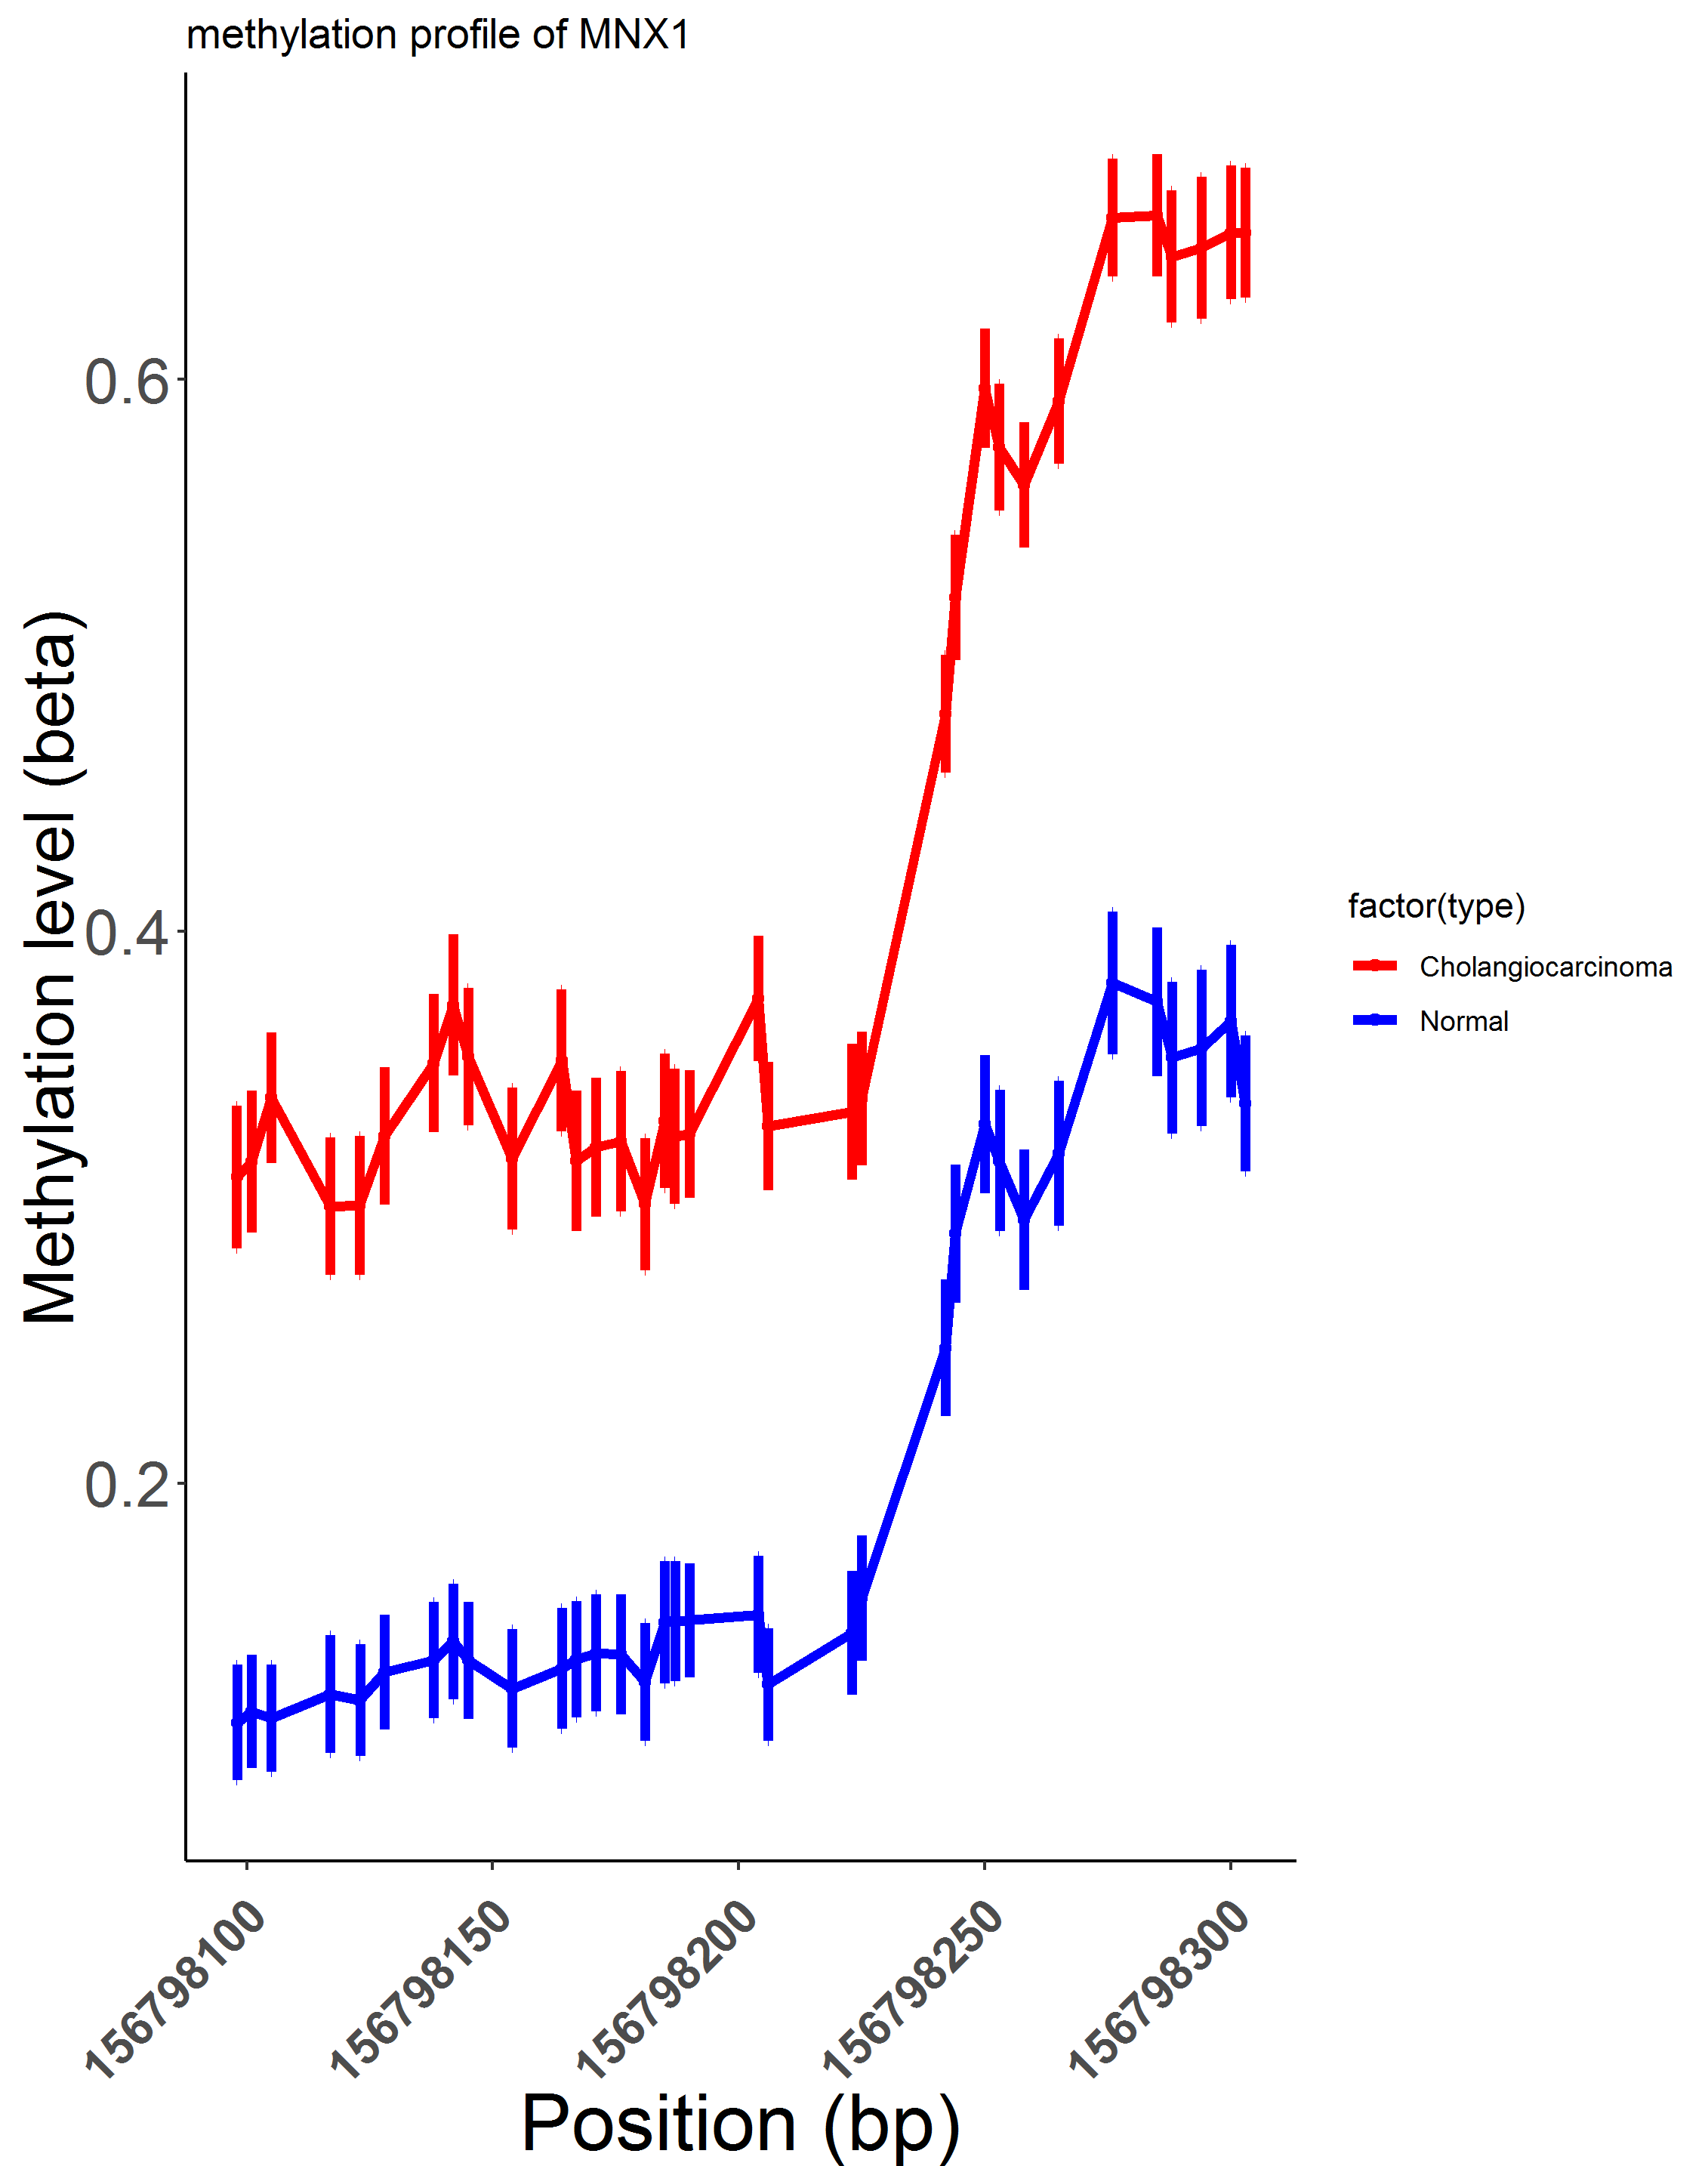 methylation profile of MNX1
Methylation level (beta)
0.6
0.4
0.2
factor(type)
Cholangiocarcinoma
Normal
156798100
156798150
156798200
156798250
156798300
Position (bp)